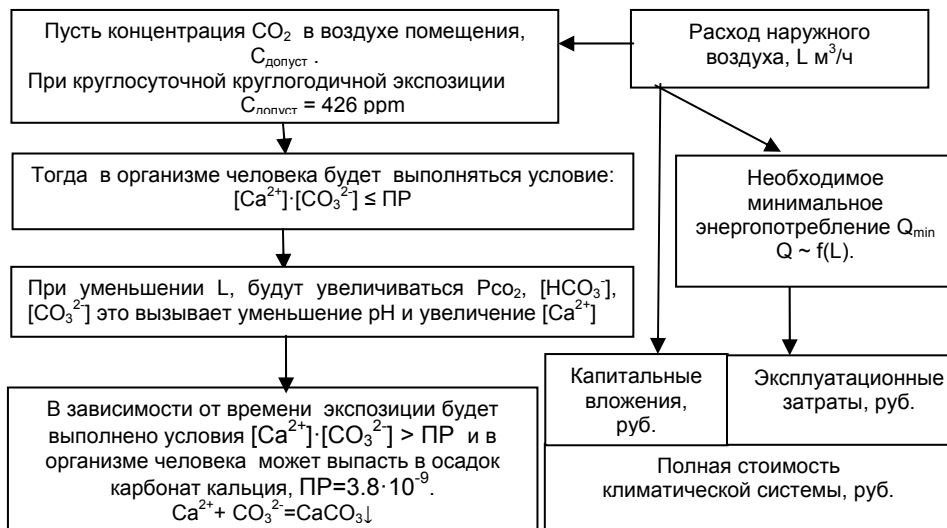 Пусть концентрация CO₂ в воздухе помещения,
Cдопуст .
При круглосуточной круглогодичной экспозиции
Cдопуст = 426 ppm
Расход наружного
воздуха, L м³/ч
Тогда в организме человека будет выполняться условие:
[Ca²⁺]·[CO₃²⁻] ≤ ПР
Необходимое
минимальное
энергопотребление Qmin
Q ~ f(L).
При уменьшении L, будут увеличиваться Pco₂, [HCO₃⁻],
[CO₃²⁻] это вызывает уменьшение pH и увеличение [Ca²⁺]
В зависимости от времени экспозиции будет
выполнено условия [Ca²⁺]·[CO₃²⁻] > ПР и в
организме человека может выпасть в осадок
карбонат кальция, ПР=3.8·10⁻⁹.
Ca²⁺+ CO₃²⁻=CaCO₃↓
Капитальные
вложения,
руб.
Эксплуатационные
затраты, руб.
Полная стоимость
климатической системы, руб.